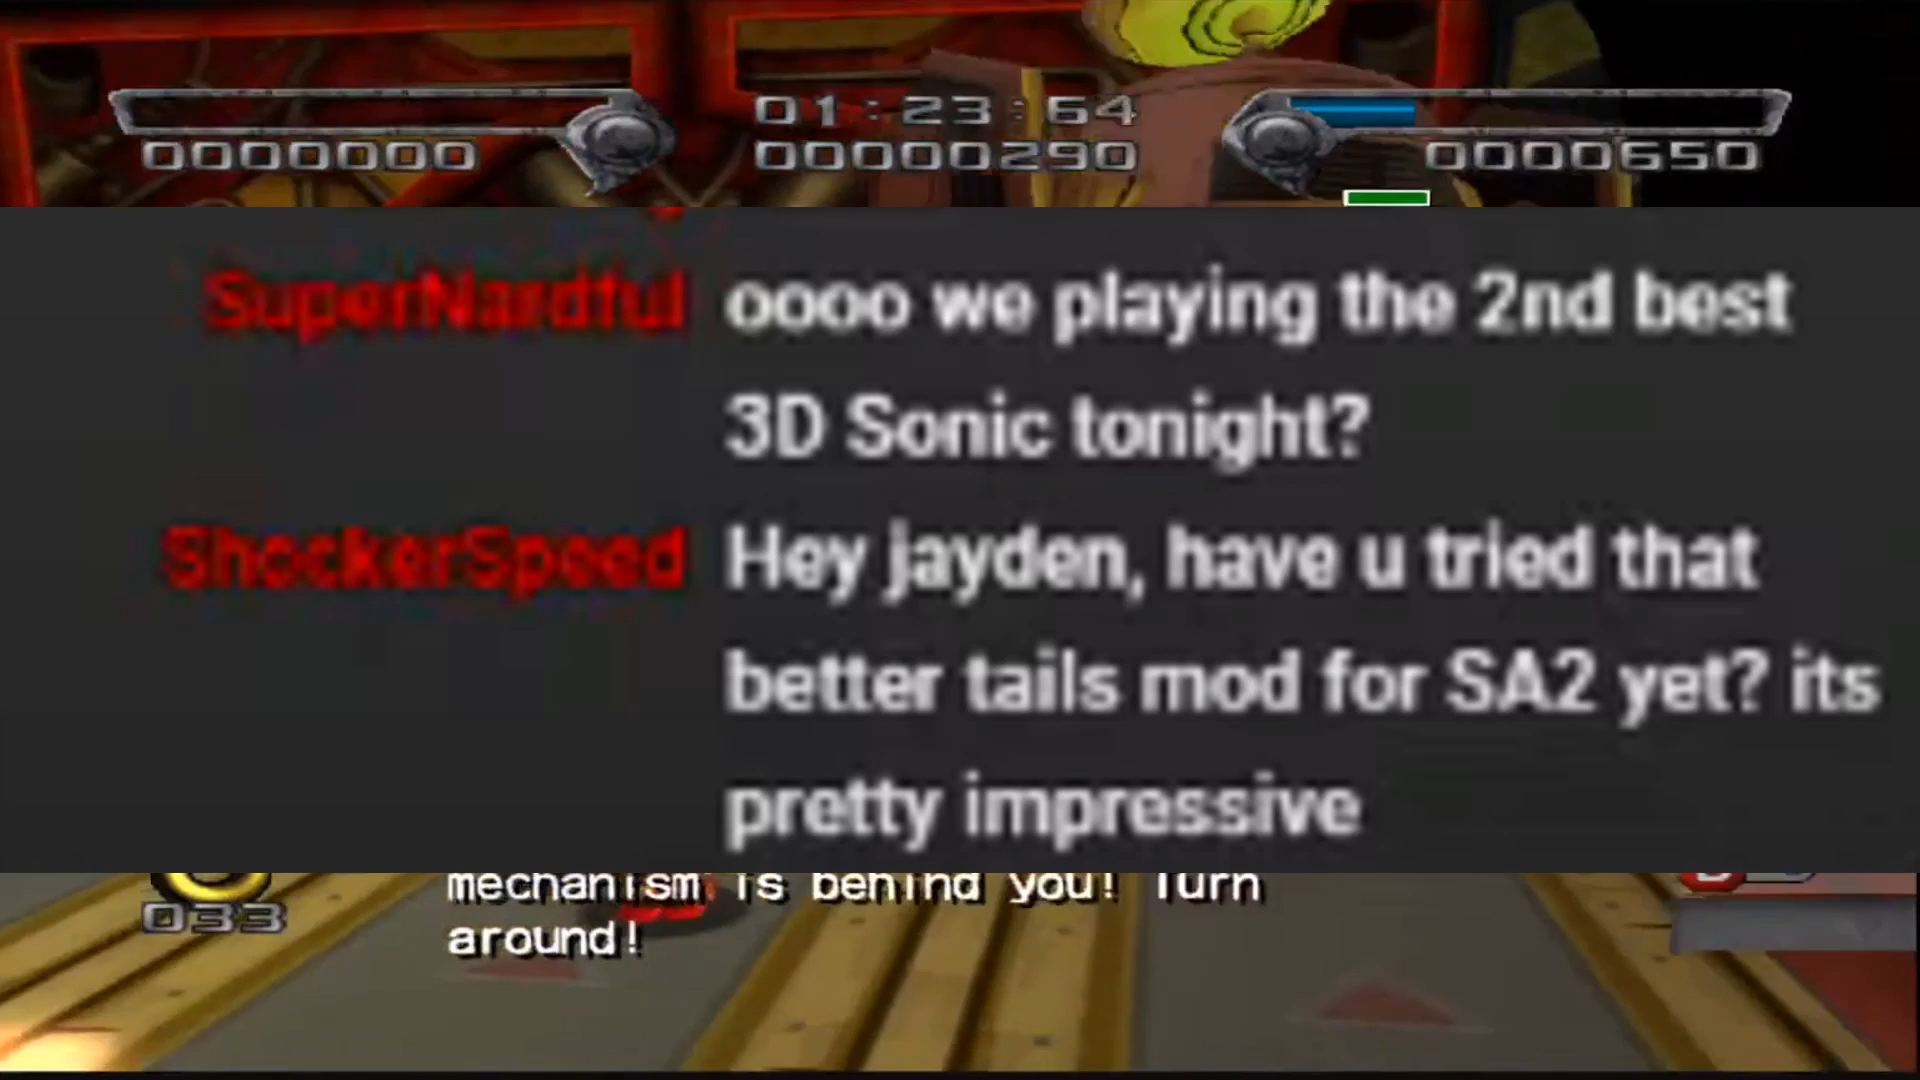 01:23:64
0000000 00000290 0000650
SuperNardful oooo we playing the 2nd best
3D Sonic tonight?
ShockerSpeed Hey jayden, have u tried that
better tails mod for SA2 yet? its
pretty impressive
mechanism is behind you! Turn
033
around!